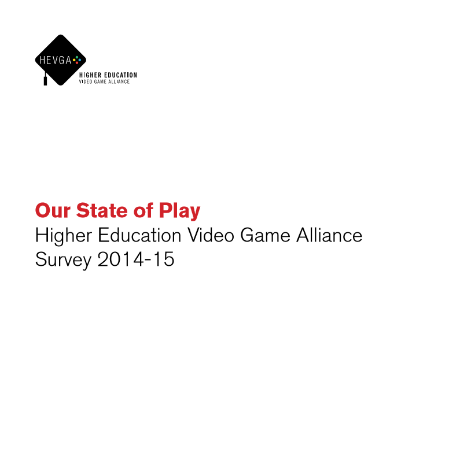 HEVGA
HIGHER EDUCATION
VIDEO GAME ALLIANCE
Our State of Play
Higher Education Video Game Alliance
Survey 2014-15